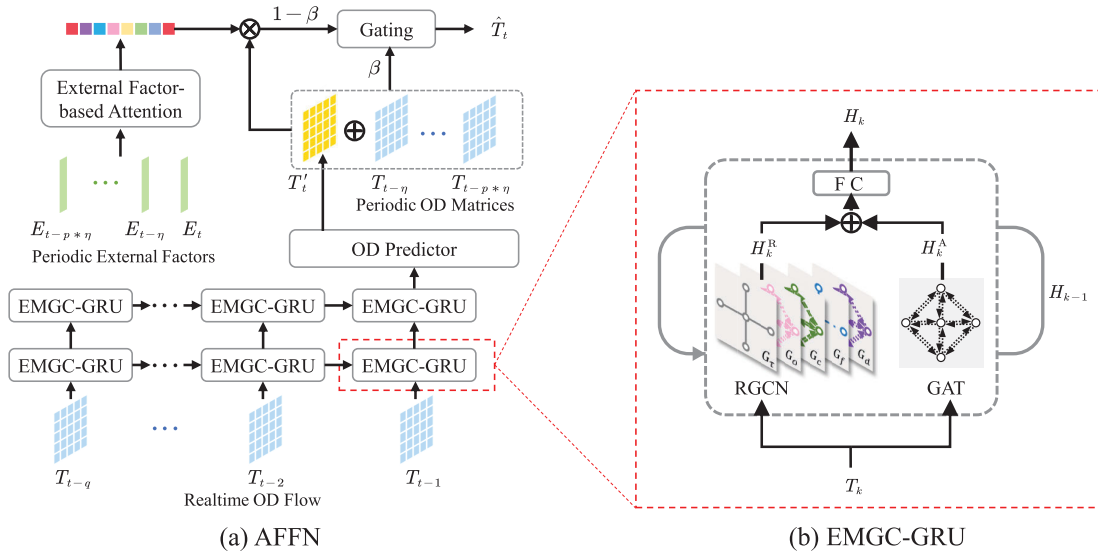 1 − β
Gating
T̂_t
External Factor-
based Attention
β
T′_t
T_{t−η}
T_{t−p∗η}
Periodic OD Matrices
E_{t−p∗η}
E_{t−η}
E_t
Periodic External Factors
OD Predictor
EMGC-GRU
EMGC-GRU
EMGC-GRU
EMGC-GRU
EMGC-GRU
EMGC-GRU
T_{t−q}
T_{t−2}
T_{t−1}
Realtime OD Flow
(a) AFFN
H_k
F C
H_k^R
H_k^A
H_{k−1}
G_r
G_o
G_c
G_f
G_d
RGCN
GAT
T_k
(b) EMGC-GRU